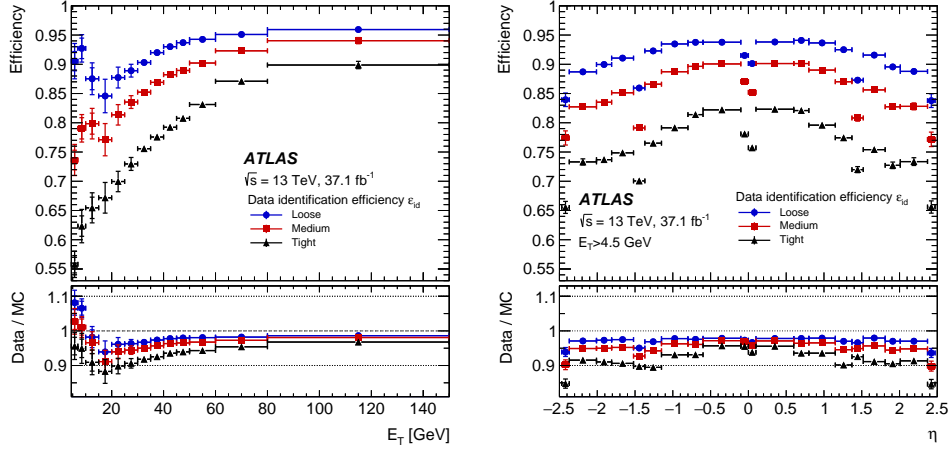 Efficiency
0.95
0.9
0.85
0.8
0.75
0.7
0.65
0.6
0.55
ATLAS
√s = 13 TeV, 37.1 fb⁻¹
Data identification efficiency ε_id
Loose
Medium
Tight
Data / MC
1.1
1
0.9
20 40 60 80 100 120 140
E_T [GeV]
Efficiency
1
0.95
0.9
0.85
0.8
0.75
0.7
0.65
0.6
0.55
ATLAS
√s = 13 TeV, 37.1 fb⁻¹
E_T>4.5 GeV
Data identification efficiency ε_id
Loose
Medium
Tight
Data / MC
1.1
1
0.9
−2.5 −2 −1.5 −1 −0.5 0 0.5 1 1.5 2 2.5
η